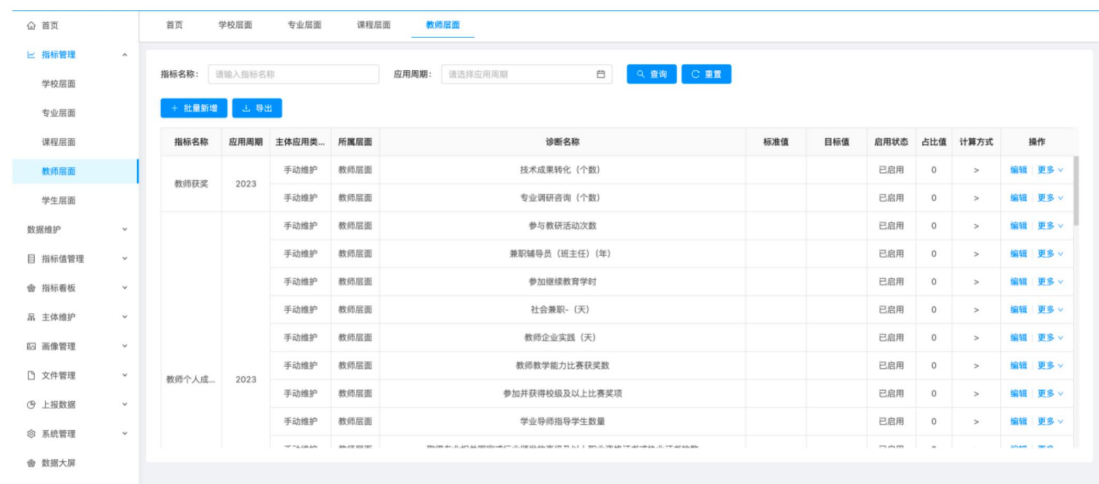 首页
指标管理
学校层面
专业层面
课程层面
教师层面
学生层面
数据维护
指标值管理
指标看板
主体维护
画像管理
文件管理
上报数据
系统管理
数据大屏
首页 学校层面 专业层面 课程层面 教师层面
指标名称: 请输入指标名称 应用周期: 请选择应用周期 查询 重置
+ 批量新增 导出
指标名称 应用周期 主体应用类... 所属层面 诊断名称 标准值 目标值 启用状态 占比值 计算方式 操作
教师获奖 2023 手动维护 教师层面 技术成果转化（个数） 已启用 0 > 编辑 更多
手动维护 教师层面 专业调研咨询（个数） 已启用 0 > 编辑 更多
教师个人成... 2023 手动维护 教师层面 参与教研活动次数 已启用 0 > 编辑 更多
手动维护 教师层面 兼职辅导员（班主任）(年） 已启用 0 > 编辑 更多
手动维护 教师层面 参加继续教育学时 已启用 0 > 编辑 更多
手动维护 教师层面 社会兼职-（天） 已启用 0 > 编辑 更多
手动维护 教师层面 教师企业实践（天） 已启用 0 > 编辑 更多
手动维护 教师层面 教师教学能力比赛获奖数 已启用 0 > 编辑 更多
手动维护 教师层面 参加并获得校级及以上比赛奖项 已启用 0 > 编辑 更多
手动维护 教师层面 学业导师指导学生数量 已启用 0 > 编辑 更多